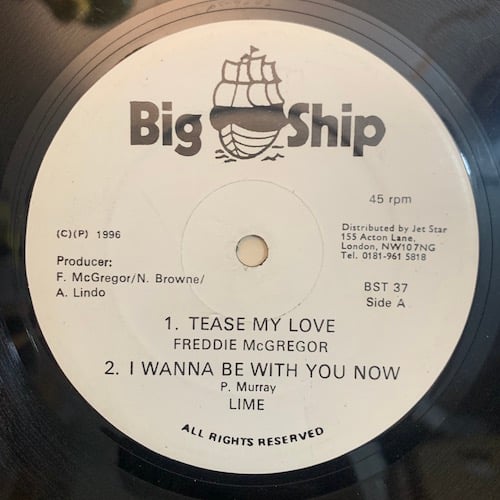 Big Ship
45 rpm
(C)(P) 1996
Distributed by Jet Star
155 Acton Lane,
London, NW10 7NG
Tel. 0181-961 5818
Producer:
F. McGregor/N. Browne/
A. Lindo
BST 37
Side A
1. TEASE MY LOVE
FREDDIE McGREGOR
2. I WANNA BE WITH YOU NOW
P. Murray
LIME
ALL RIGHTS RESERVED